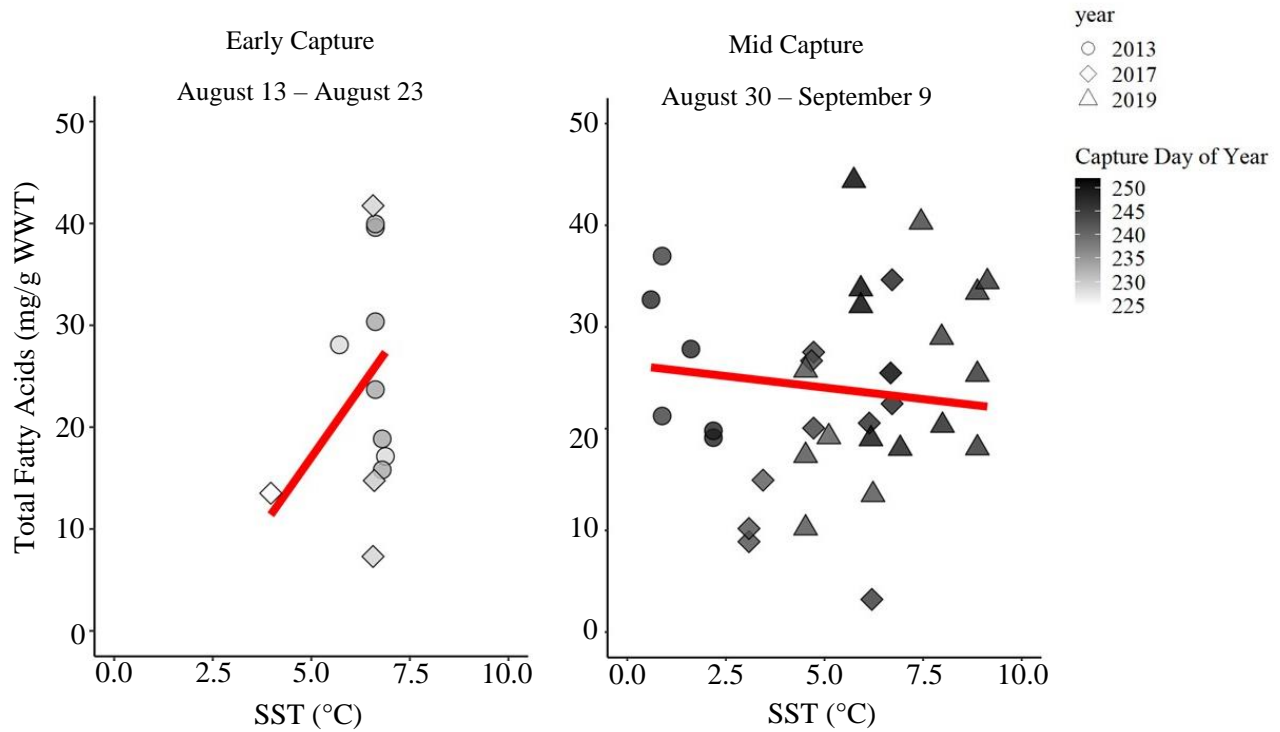 Early Capture
August 13 – August 23
Total Fatty Acids (mg/g WWT)
50
40
30
20
10
0
0.0 2.5 5.0 7.5 10.0
SST (°C)
Mid Capture
August 30 – September 9
50
40
30
20
10
0
0.0 2.5 5.0 7.5 10.0
SST (°C)
year
2013
2017
2019
Capture Day of Year
250
245
240
235
230
225